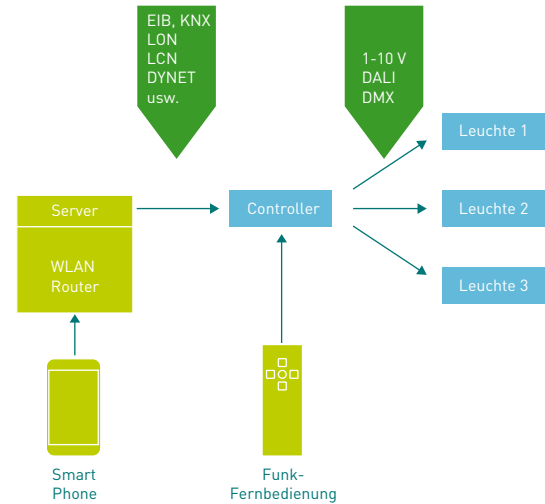 EIB, KNX
LON
LCN
DYNET
usw.
1-10 V
DALI
DMX
Leuchte 1
Server
Controller
Leuchte 2
WLAN
Router
Leuchte 3
Smart
Phone
Funk-
Fernbedienung